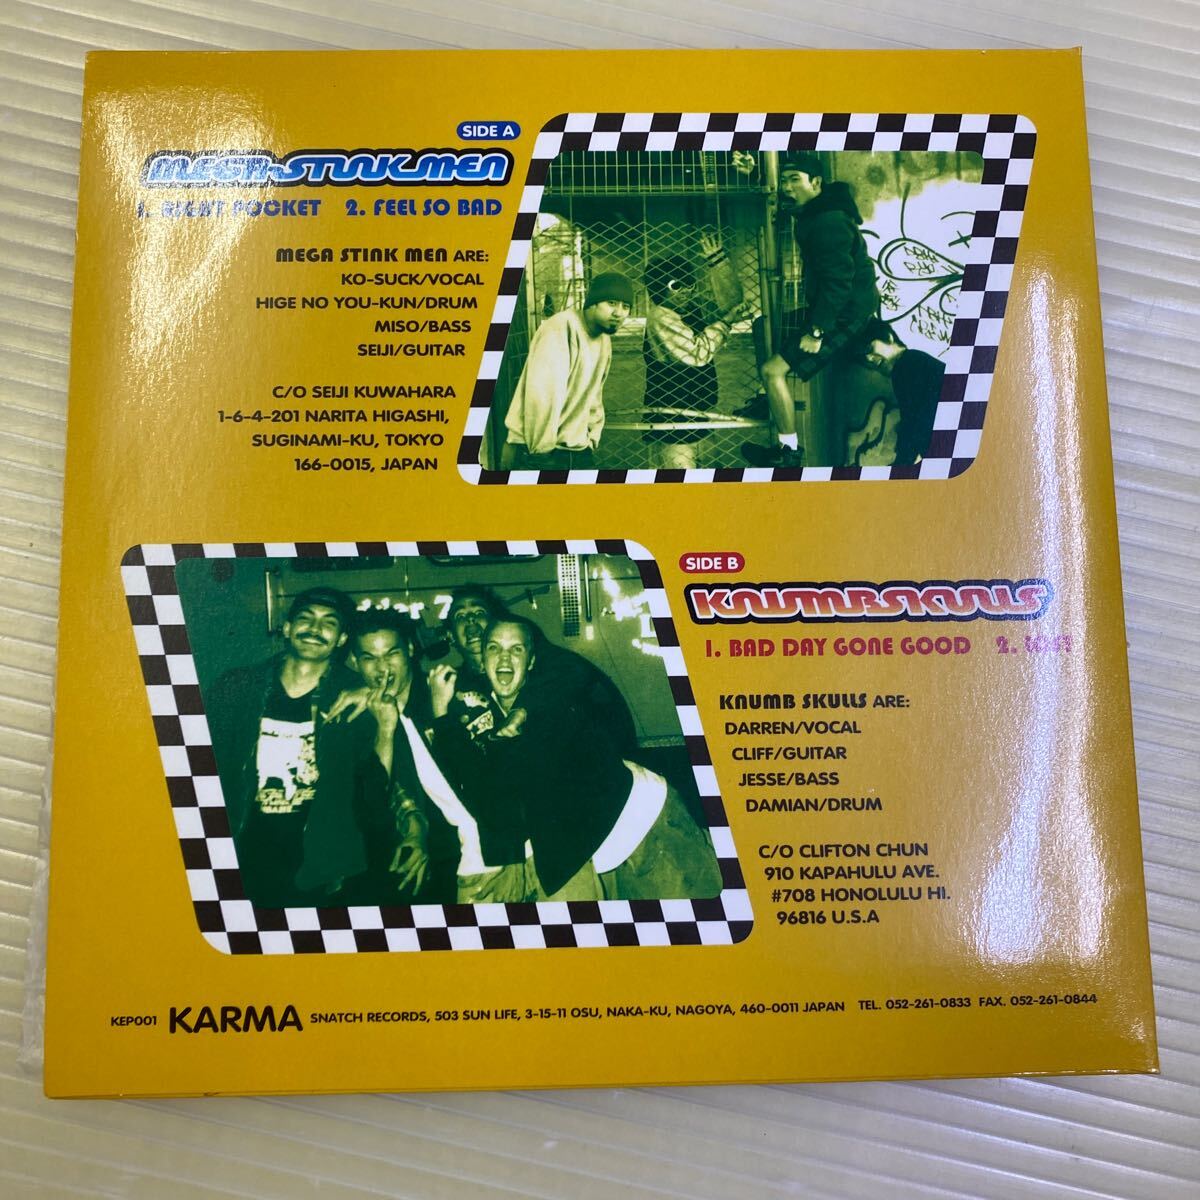 SIDE A
MEGA-STINK MEN
1. RIGHT POCKET 2. FEEL SO BAD
MEGA STINK MEN ARE:
KO-SUCK/VOCAL
HIGE NO YOU-KUN/DRUM
MISO/BASS
SEIJI/GUITAR
C/O SEIJI KUWAHARA
1-6-4-201 NARITA HIGASHI,
SUGINAMI-KU, TOKYO
166-0015, JAPAN
SIDE B
KNUMBSKULLS
1. BAD DAY GONE GOOD 2.
KNUMB SKULLS ARE:
DARREN/VOCAL
CLIFF/GUITAR
JESSE/BASS
DAMIAN/DRUM
C/O CLIFTON CHUN
910 KAPAHULU AVE.
#708 HONOLULU HI.
96816 U.S.A
KEP001 KARMA SNATCH RECORDS, 503 SUN LIFE, 3-15-11 OSU, NAKA-KU, NAGOYA, 460-0011 JAPAN TEL. 052-261-0833 FAX. 052-261-0844